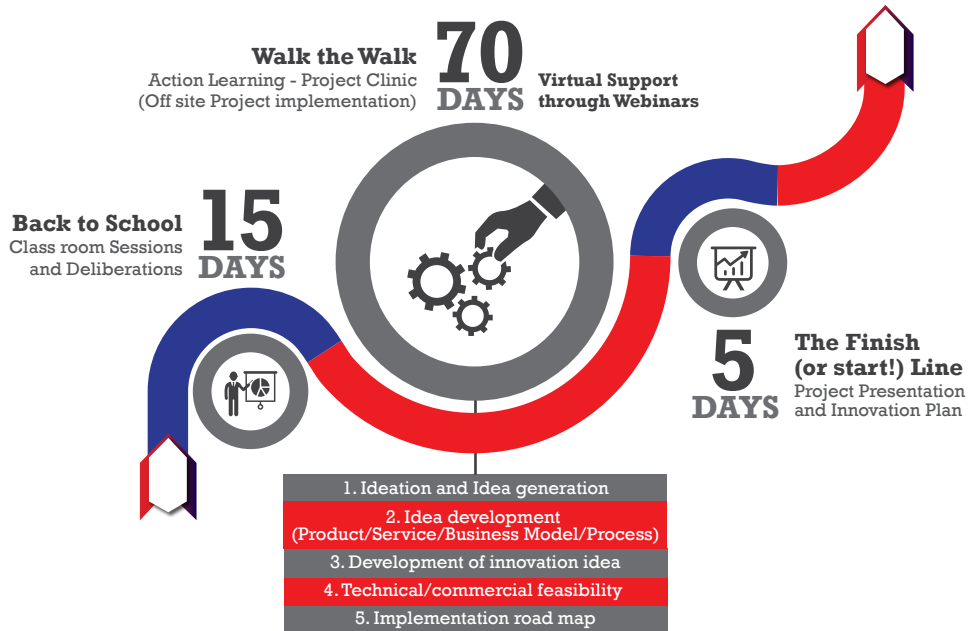 Walk the Walk
Action Learning - Project Clinic
(Off site Project implementation)
70
DAYS
Virtual Support
through Webinars
Back to School
Class room Sessions
and Deliberations
15
DAYS
5
DAYS
The Finish
(or start!) Line
Project Presentation
and Innovation Plan
1. Ideation and Idea generation
2. Idea development
(Product/Service/Business Model/Process)
3. Development of innovation idea
4. Technical/commercial feasibility
5. Implementation road map